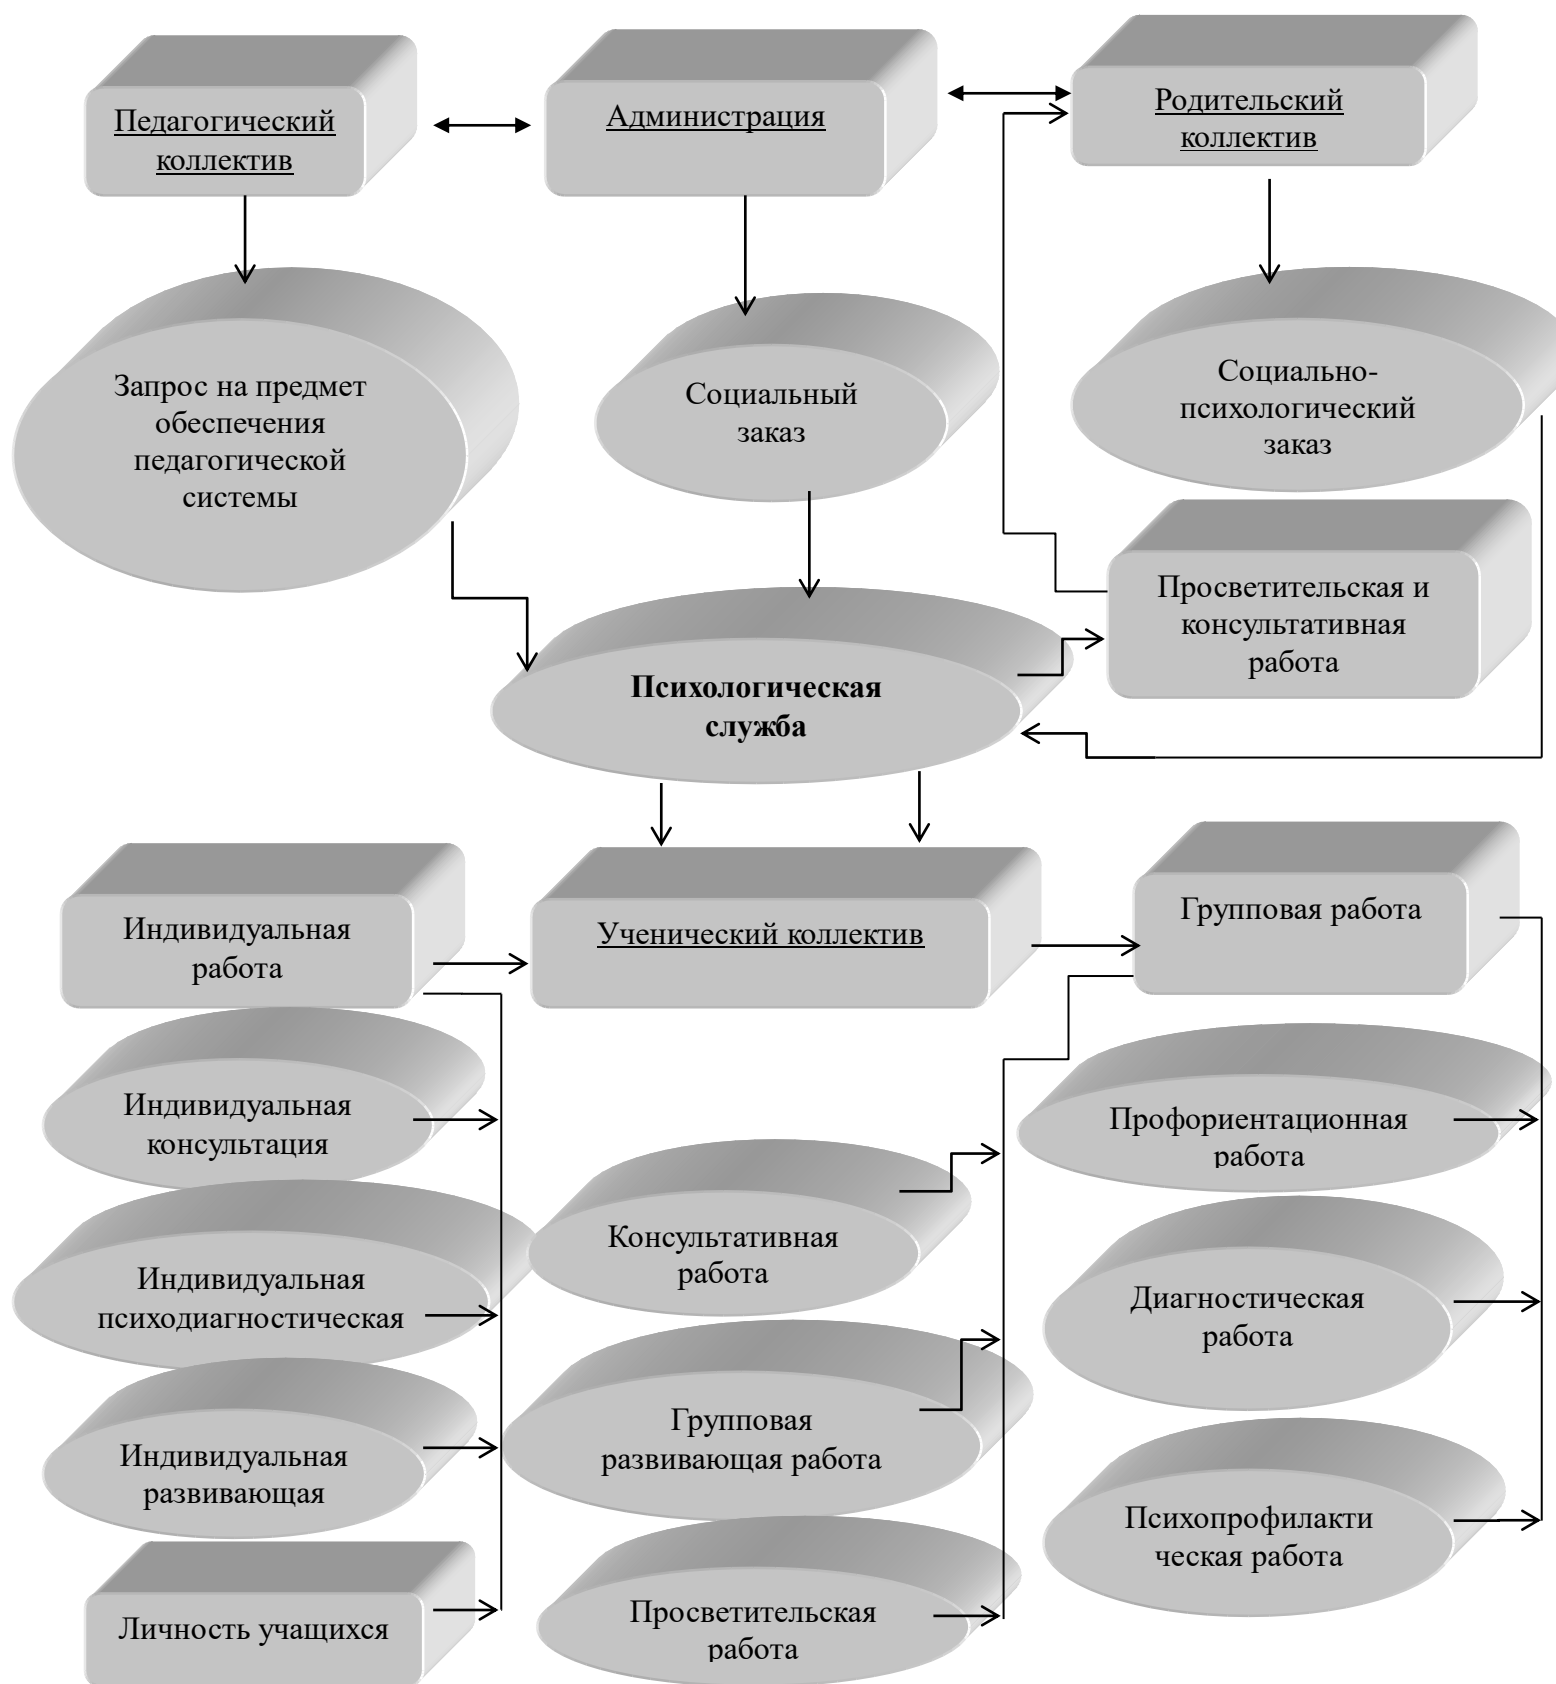 Педагогический
коллектив
Администрация
Родительский
коллектив
Запрос на предмет
обеспечения
педагогической
системы
Социальный
заказ
Социально-
психологический
заказ
Просветительская и
консультативная
работа
Психологическая
служба
Индивидуальная
работа
Ученический коллектив
Групповая работа
Индивидуальная
консультация
Индивидуальная
психодиагностическая
Индивидуальная
развивающая
Личность учащихся
Консультативная
работа
Групповая
развивающая работа
Просветительская
работа
Профориентационная
работа
Диагностическая
работа
Психопрофилакти
ческая работа